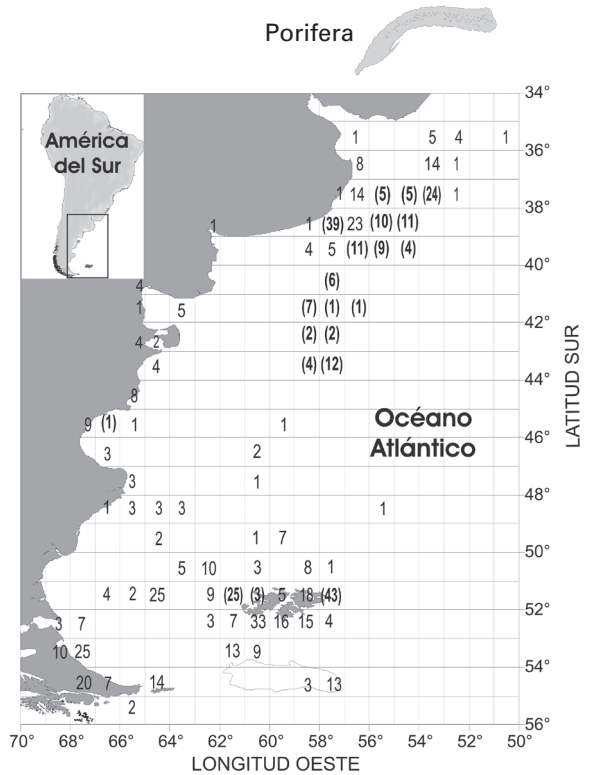 Porifera
34°
América
del Sur
1 5 4 1
36°
8 14 1
1 14 (5) (5) (24) 1
38°
1 1 (39) 23 (10) (11)
4 5 (11) (9) (4)
40°
4 (6)
1 5 (7) (1) (1)
42°
4 2 (2) (2)
4 (4) (12)
44°
8
9 (1) 1 1
Océano
Atlántico
46°
3 2
3 1
48°
1 3 3 3 1
2 1 7
50°
5 10 3 8 1
4 2 25 9 (25) (3) 5 18 (43)
52°
3 7 3 7 33 16 15 4
10 25 13 9
54°
20 7 14 3 13
2
56°
70° 68° 66° 64° 62° 60° 58° 56° 54° 52° 50°
LONGITUD OESTE
LATITUD SUR